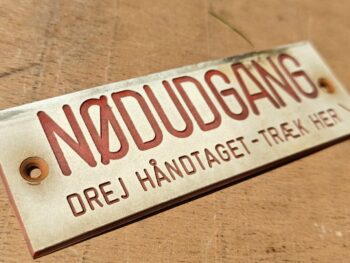 NØDUDGANG
DREJ HÅNDTAGET-TRÆK HER